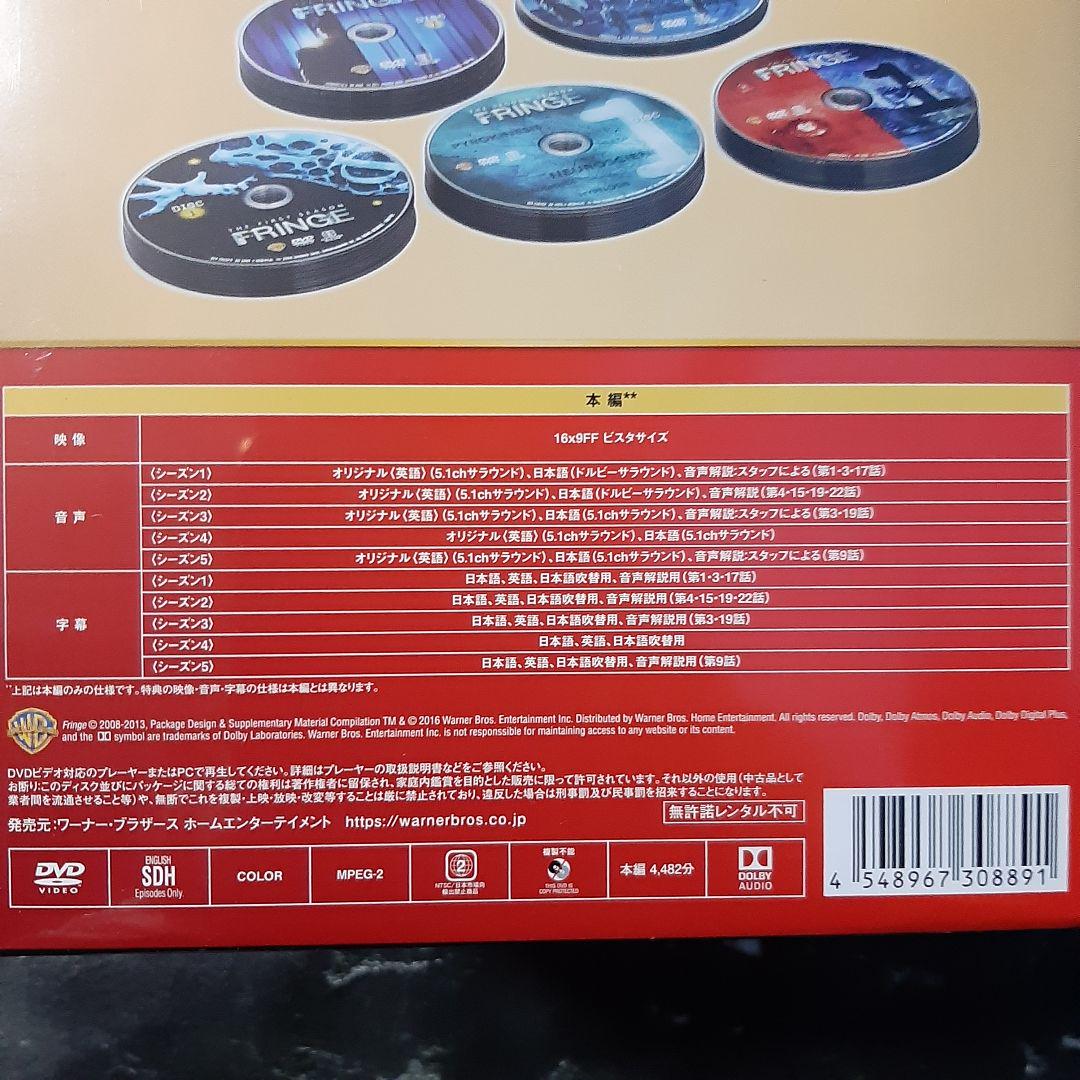 FRINGE
DISC
FRINGE
THE FIRST SEASON
FRINGE
DISC 1
DVD
FRINGE
1
DISC
1
本編**
映像
16x9FF ビスタサイズ
音声
〈シーズン1〉 オリジナル〈英語〉(5.1chサラウンド)、日本語(ドルビーサラウンド)、音声解説:スタッフによる(第1・3・17話)
〈シーズン2〉 オリジナル〈英語〉(5.1chサラウンド)、日本語(ドルビーサラウンド)、音声解説(第4・15・19・22話)
〈シーズン3〉 オリジナル〈英語〉(5.1chサラウンド)、日本語(5.1chサラウンド)、音声解説:スタッフによる(第3・19話)
〈シーズン4〉 オリジナル〈英語〉(5.1chサラウンド)、日本語(5.1chサラウンド)
〈シーズン5〉 オリジナル〈英語〉(5.1chサラウンド)、日本語(5.1chサラウンド)、音声解説:スタッフによる(第9話)
字幕
〈シーズン1〉 日本語、英語、日本語吹替用、音声解説用(第1・3・17話)
〈シーズン2〉 日本語、英語、日本語吹替用、音声解説用(第4・15・19・22話)
〈シーズン3〉 日本語、英語、日本語吹替用、音声解説用(第3・19話)
〈シーズン4〉 日本語、英語、日本語吹替用
〈シーズン5〉 日本語、英語、日本語吹替用、音声解説用(第9話)
**上記は本編のみの仕様です。特典の映像・音声・字幕の仕様は本編とは異なります。
Fringe © 2008-2013, Package Design & Supplementary Material Compilation TM & © 2016 Warner Bros. Entertainment Inc. Distributed by Warner Bros. Home Entertainment. All rights reserved. Dolby, Dolby Atmos, Dolby Audio, Dolby Digital Plus,
and the symbol are trademarks of Dolby Laboratories. Warner Bros. Entertainment Inc. is not responsible for maintaining access to any website or its content.
DVDビデオ対応のプレーヤーまたはPCで再生してください。詳細はプレーヤーの取扱説明書などをご参照ください。
お断り:このディスク並びにパッケージに関する総ての権利は著作権者に留保され、家庭内鑑賞を目的とした販売に限って許可されています。それ以外の使用(中古品として
業者間を流通させること等)や、無断でこれを複製・上映・放映・改変等することは厳に禁止されており、違反した場合は刑事罰及び民事罰を招来することになります。
発売元:ワーナー・ブラザース ホームエンターテイメント https://warnerbros.co.jp
無許諾レンタル不可
DVD VIDEO
ENGLISH SDH Episodes Only.
COLOR
MPEG-2
2 NTSC/日本市場向 輸出禁止商品
複製不能 THIS DVD IS COPY PROTECTED
本編 4,482分
DOLBY AUDIO
4 548967 308891